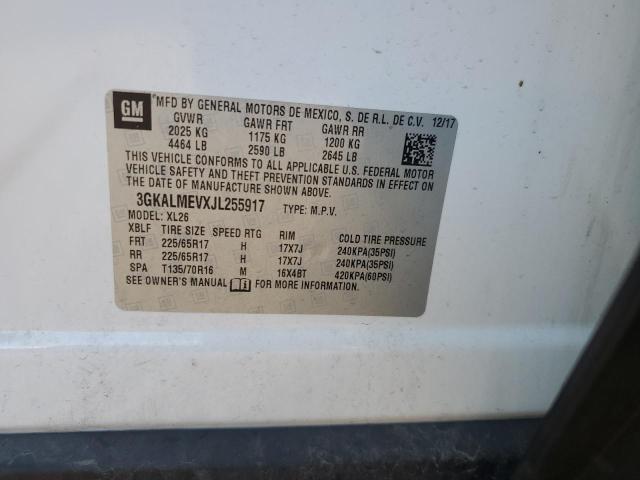 GM
MFD BY GENERAL MOTORS DE MEXICO, S. DE R.L. DE C.V. 12/17
GVWR GAWR FRT GAWR RR
2025 KG 1175 KG 1200 KG
4464 LB 2590 LB 2645 LB
THIS VEHICLE CONFORMS TO ALL APPLICABLE U.S. FEDERAL MOTOR
VEHICLE SAFETY AND THEFT PREVENTION STANDARDS IN EFFECT ON
THE DATE OF MANUFACTURE SHOWN ABOVE.
3GKALMEVXJL255917 TYPE: M.P.V.
MODEL: XL26
XBLF TIRE SIZE SPEED RTG RIM COLD TIRE PRESSURE
FRT 225/65R17 H 17X7J 240KPA(35PSI)
RR 225/65R17 H 17X7J 240KPA(35PSI)
SPA T135/70R16 M 16X4BT 420KPA(60PSI)
SEE OWNER'S MANUAL FOR MORE INFORMATION.